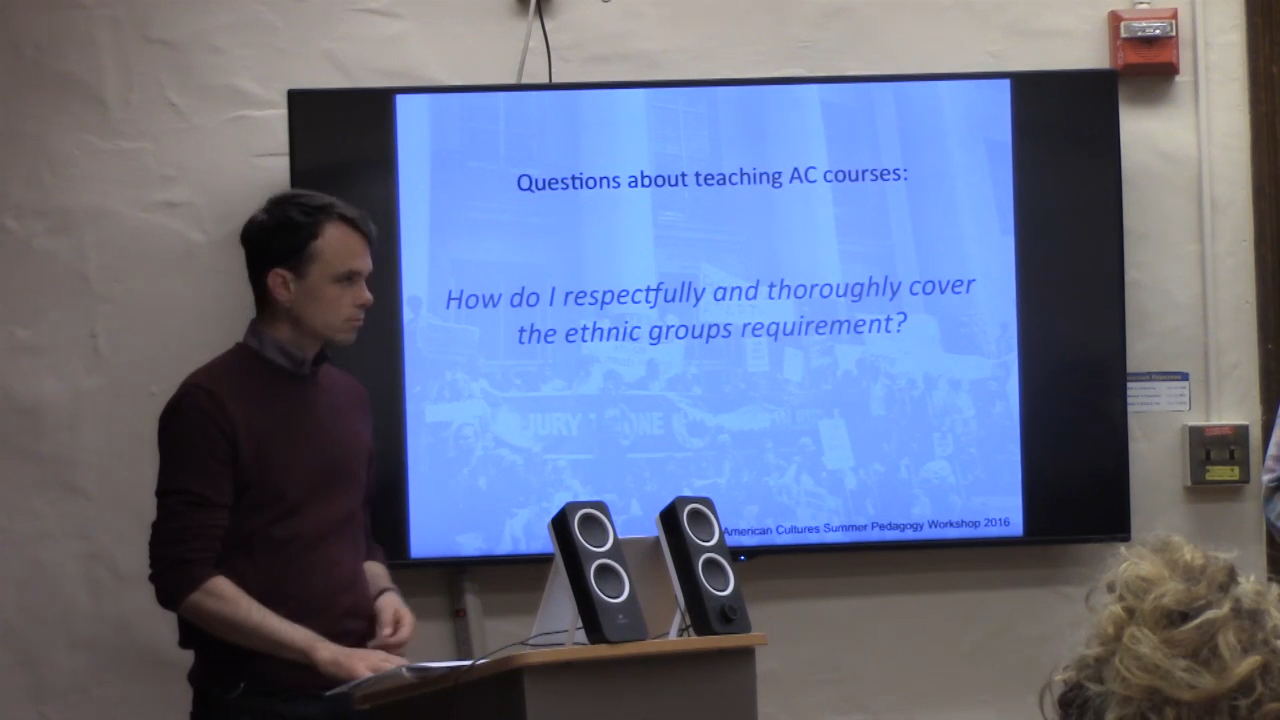 Questions about teaching AC courses:
How do I respectfully and thoroughly cover
the ethnic groups requirement?
JURY
American Cultures Summer Pedagogy Workshop 2016